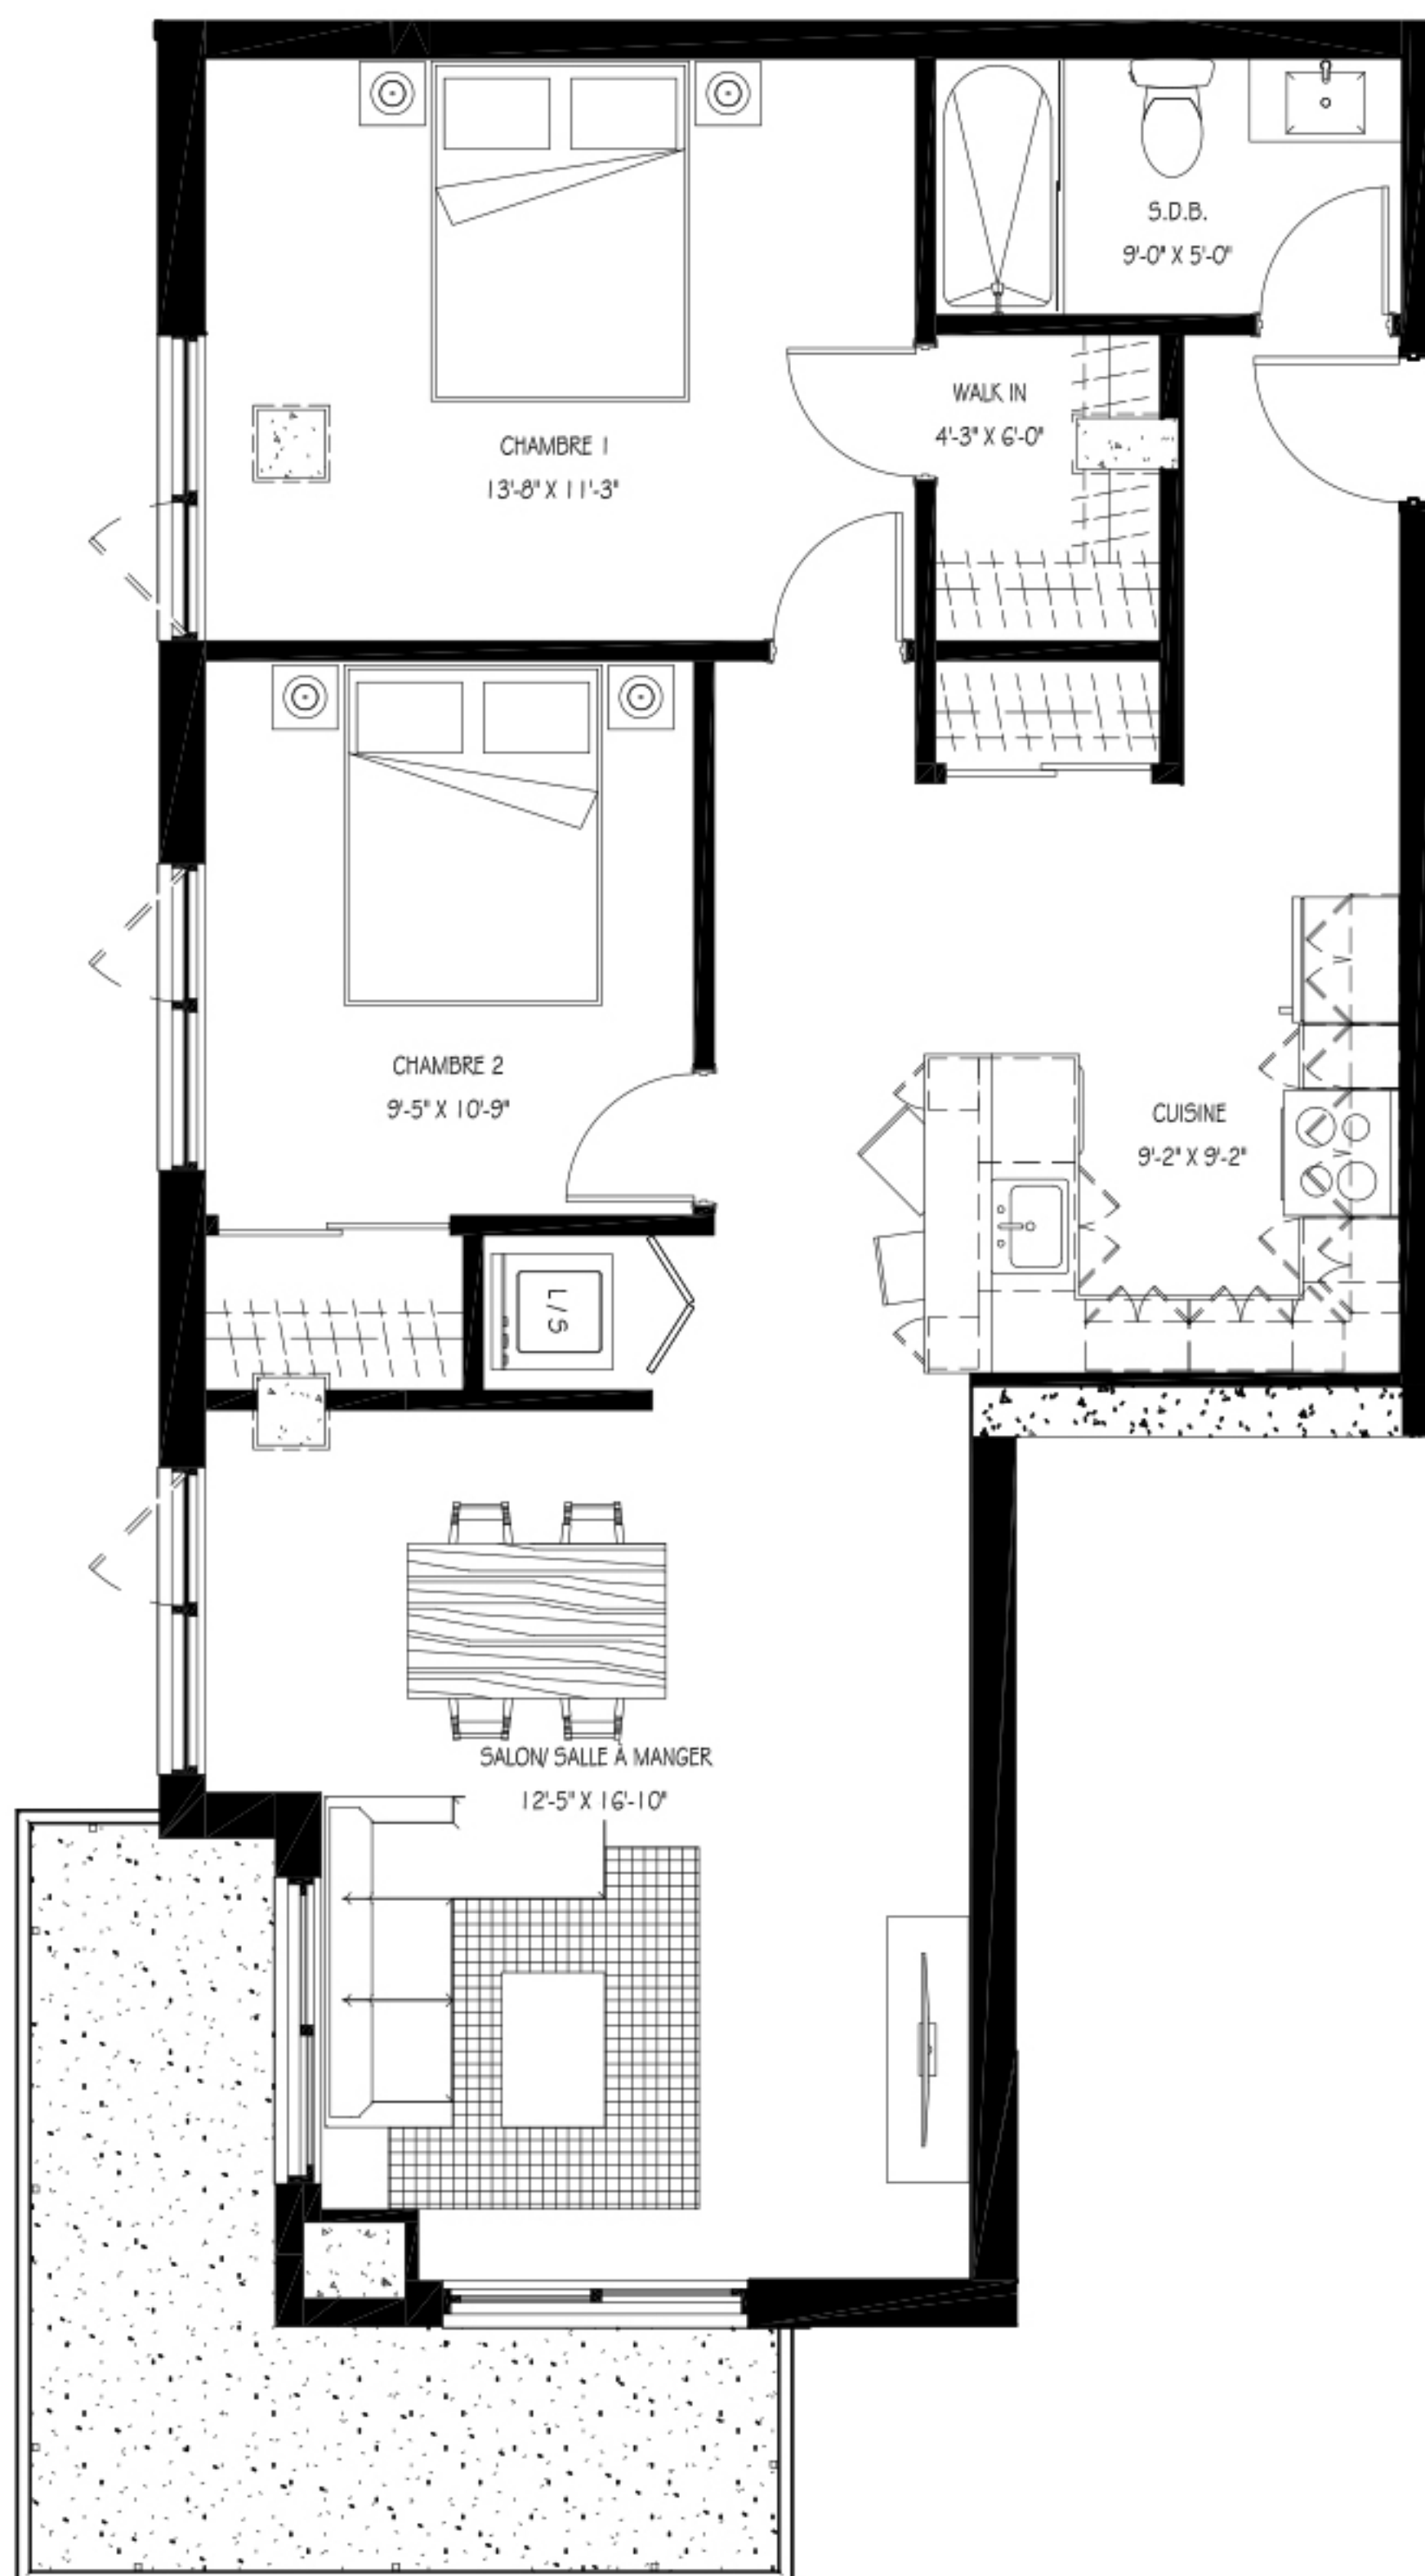 S.D.B.
9'-0" X 5'-0"
WALK IN
4'-3" X 6'-0"
CHAMBRE 1
13'-8" X 11'-3"
CHAMBRE 2
9'-5" X 10'-9"
CUISINE
9'-2" X 9'-2"
L/S
SALON/ SALLE À MANGER
12'-5" X 16'-10"